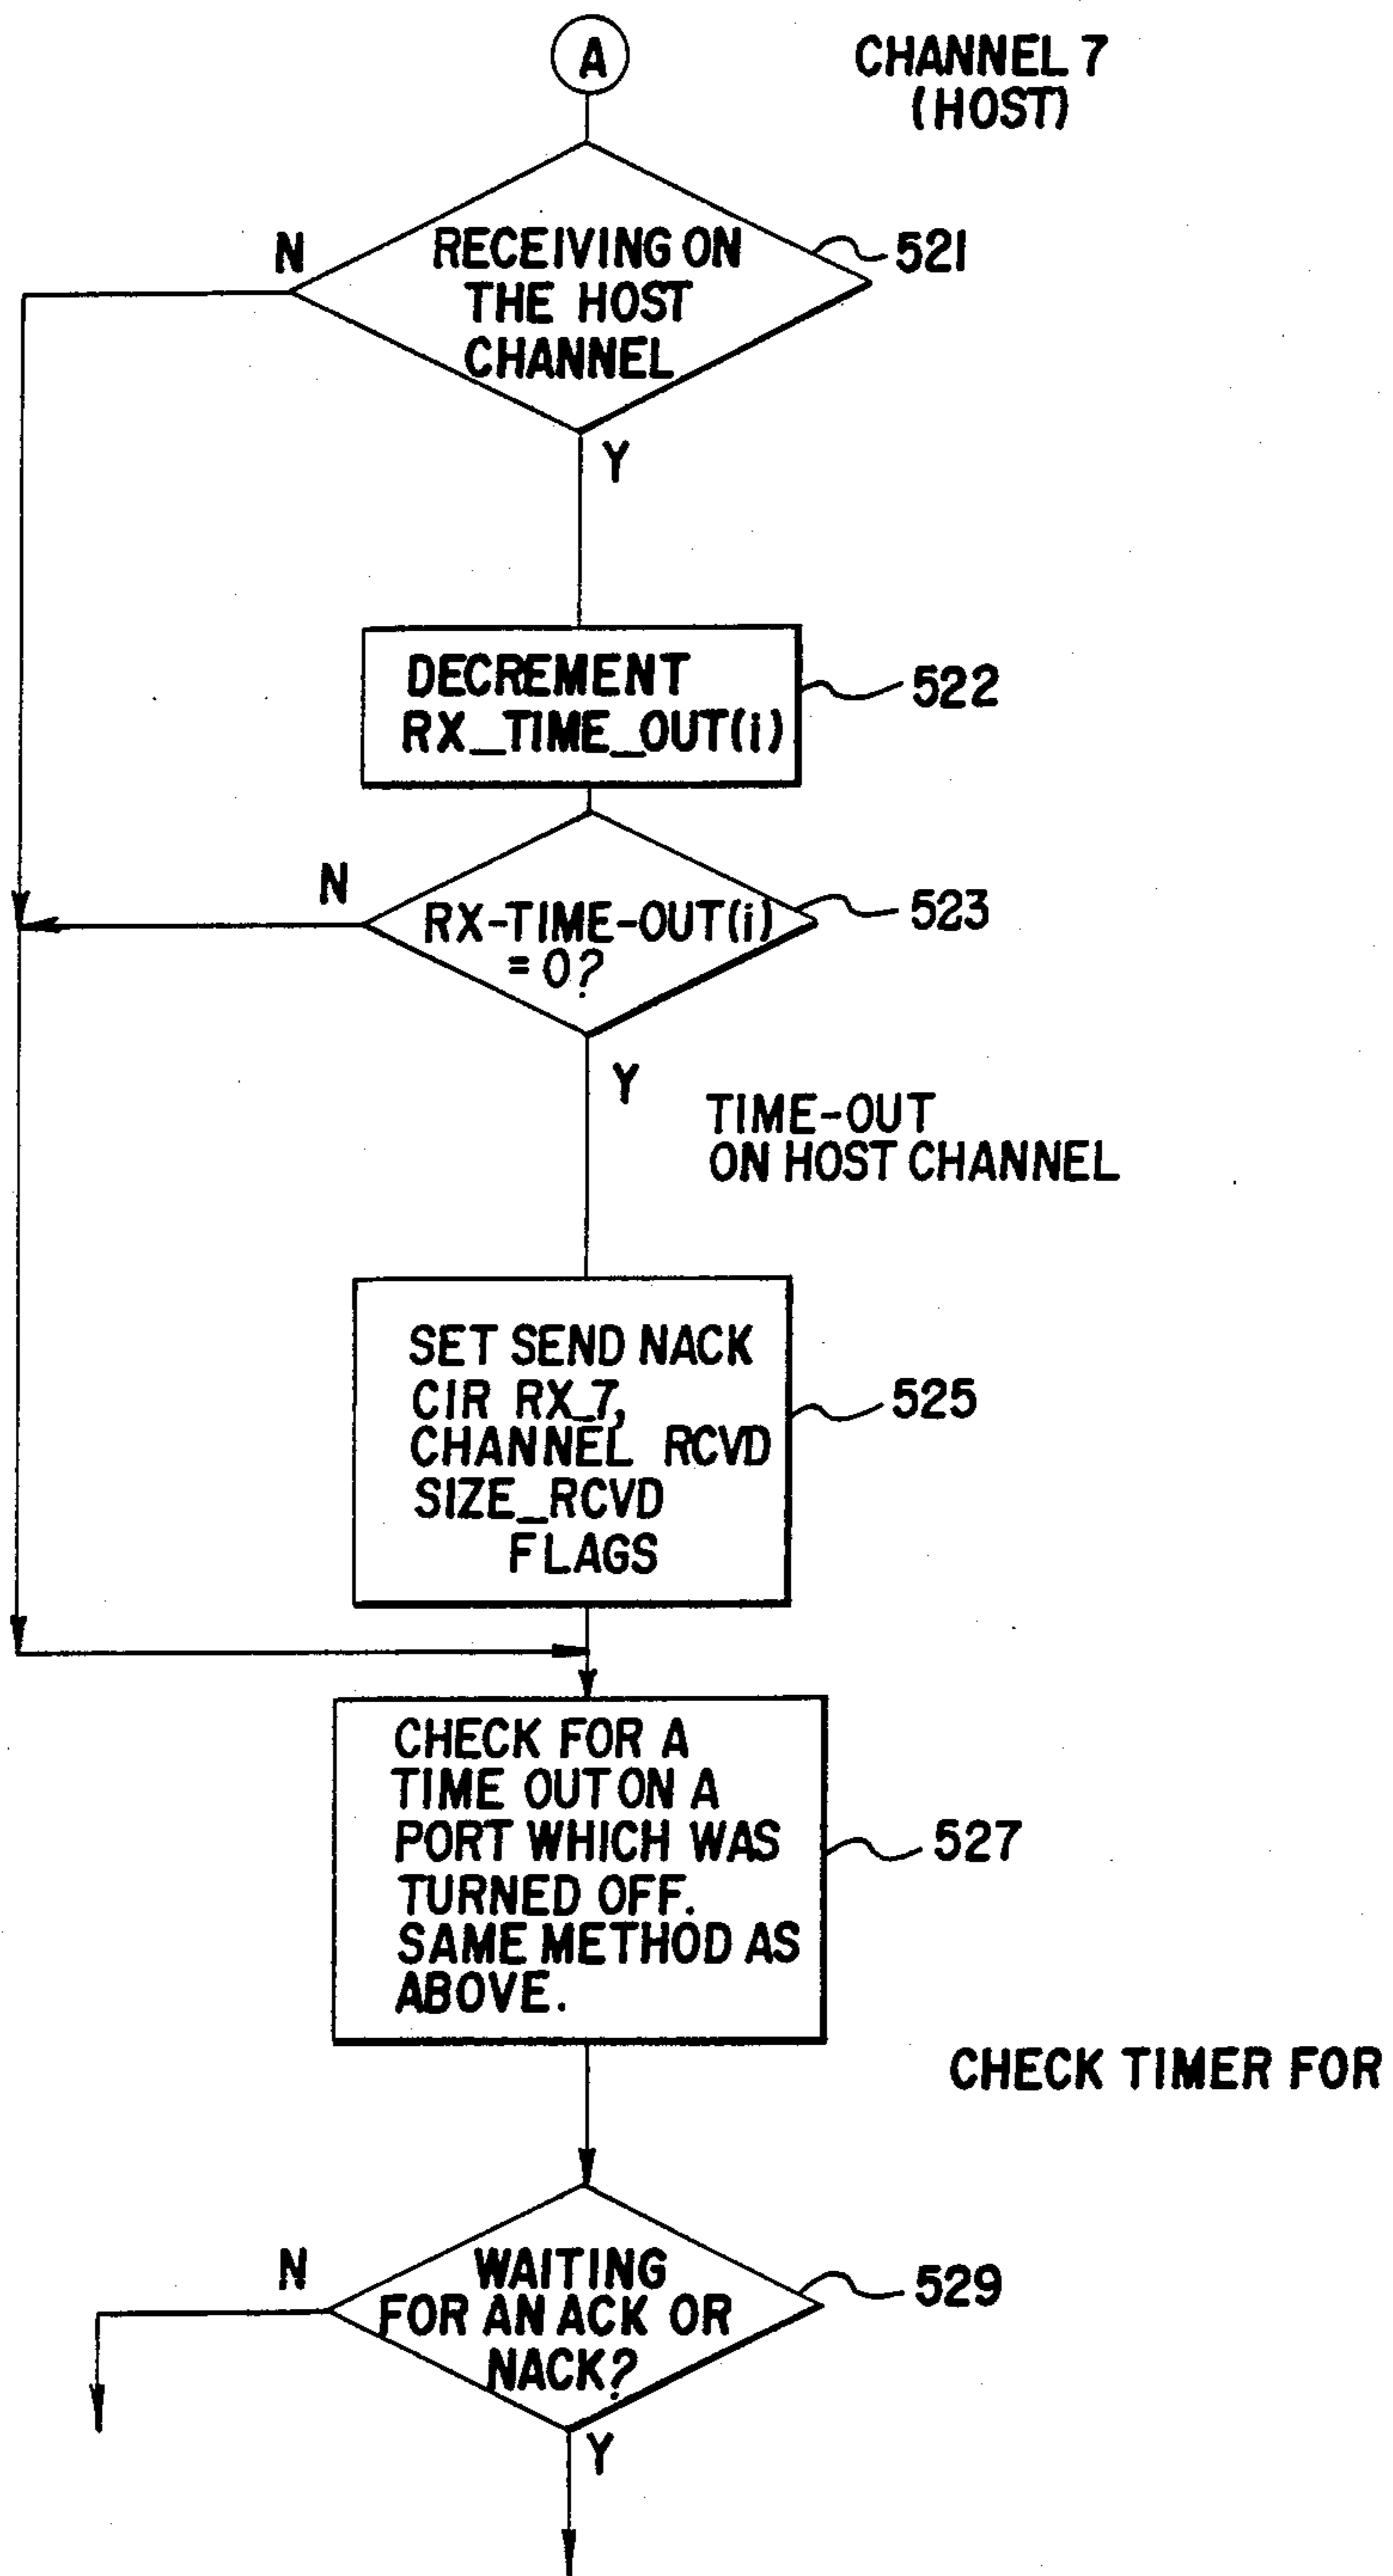 A
CHANNEL 7
(HOST)
N
RECEIVING ON
THE HOST
CHANNEL
521
Y
DECREMENT
RX_TIME_OUT(i)
522
N
RX-TIME-OUT(i)
=0?
523
Y
TIME-OUT
ON HOST CHANNEL
SET SEND NACK
CIR RX_7,
CHANNEL RCVD
SIZE_RCVD
FLAGS
525
CHECK FOR A
TIME OUT ON A
PORT WHICH WAS
TURNED OFF.
SAME METHOD AS
ABOVE.
527
CHECK TIMER FOR
N
WAITING
FOR AN ACK OR
NACK?
529
Y